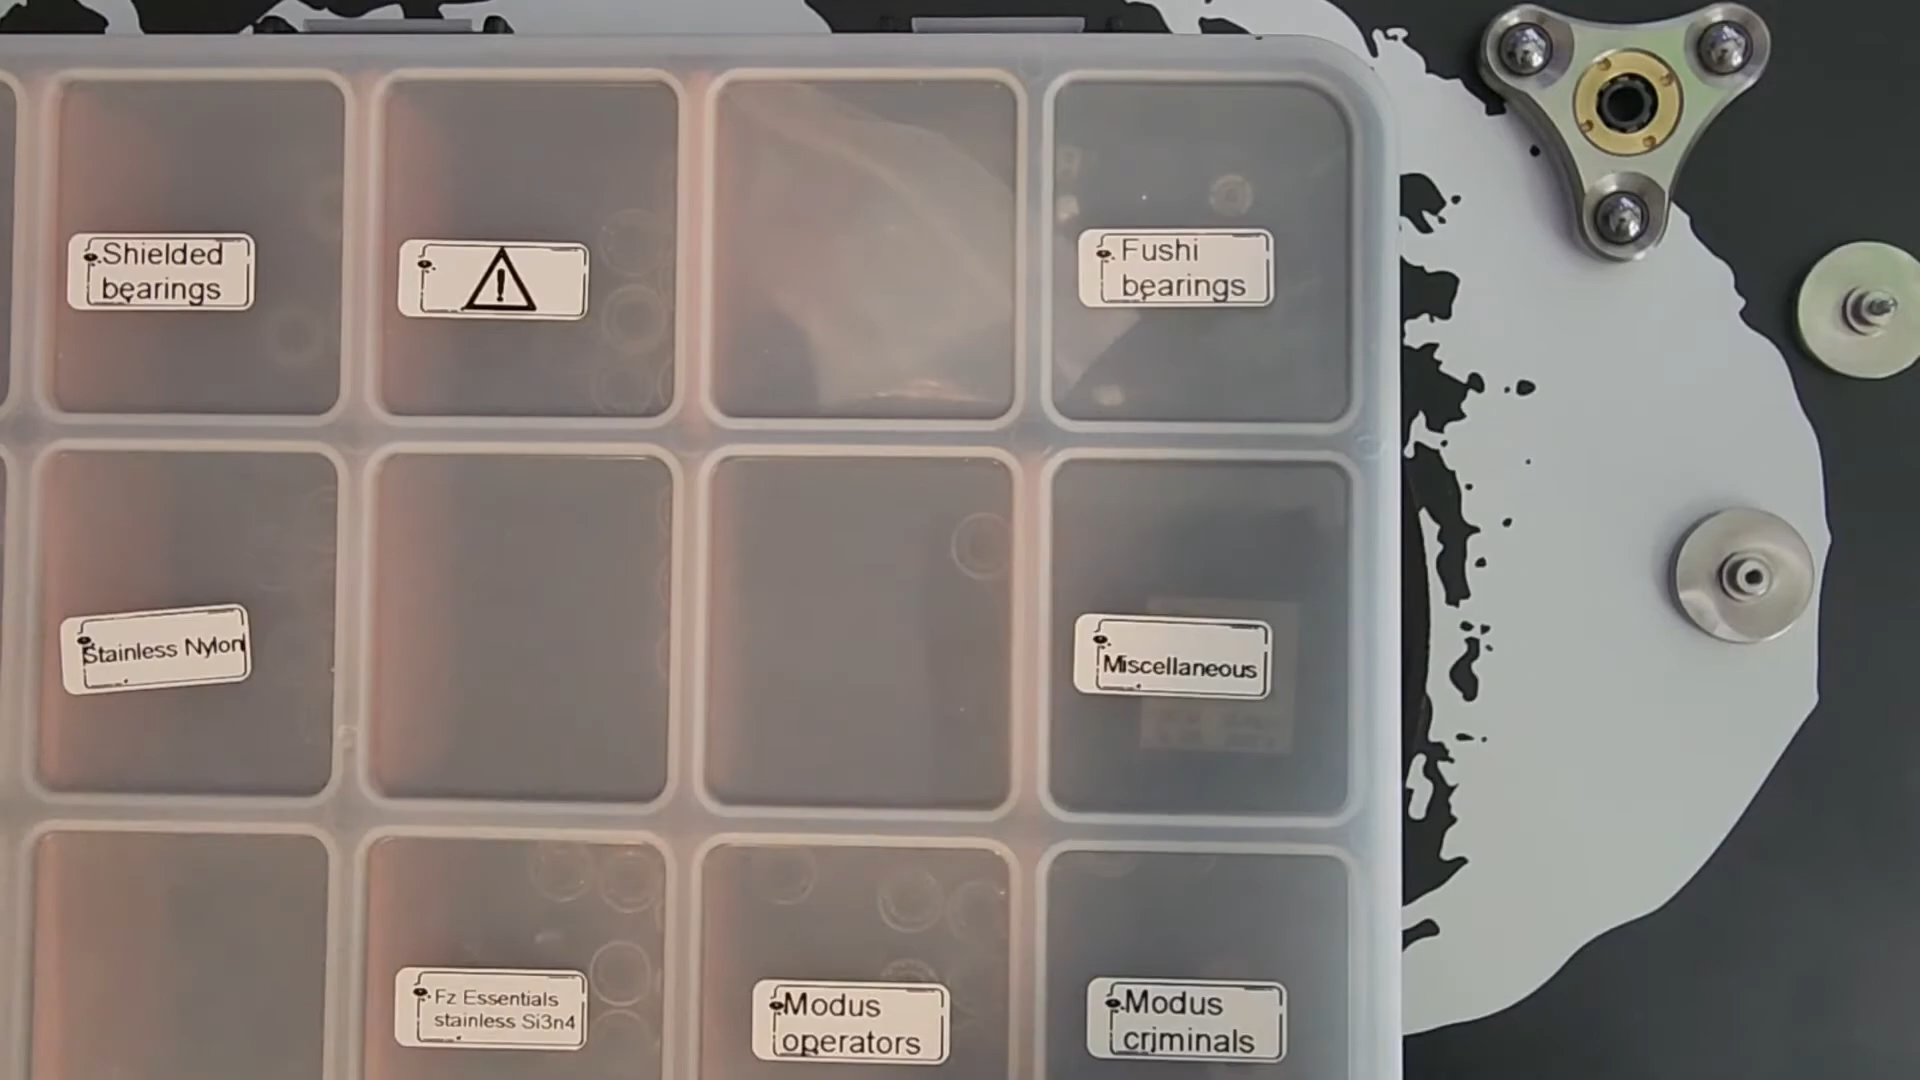 Shielded
bearings
!
Fushi
bearings
Stainless Nylon
Miscellaneous
Fz Essentials
stainless Si3n4
Modus
operators
Modus
criminals